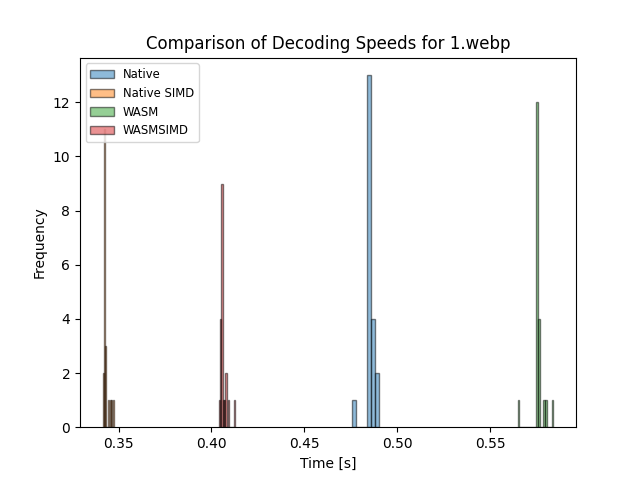 Comparison of Decoding Speeds for 1.webp
Native
Native SIMD
WASM
WASMSIMD
12
10
8
6
4
2
0
Frequency
0.35 0.40 0.45 0.50 0.55
Time [s]